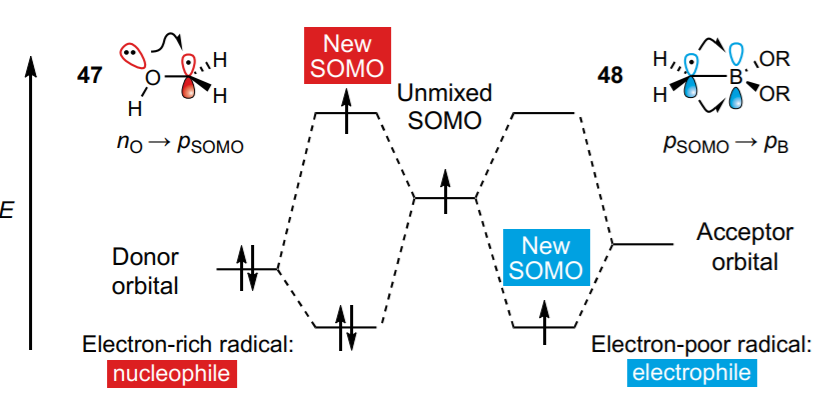 47
O
H
H
H
nO → pSOMO
New
SOMO
Unmixed
SOMO
48
H
H
B
OR
OR
pSOMO → pB
E
Donor
orbital
New
SOMO
Acceptor
orbital
Electron-rich radical:
nucleophile
Electron-poor radical:
electrophile